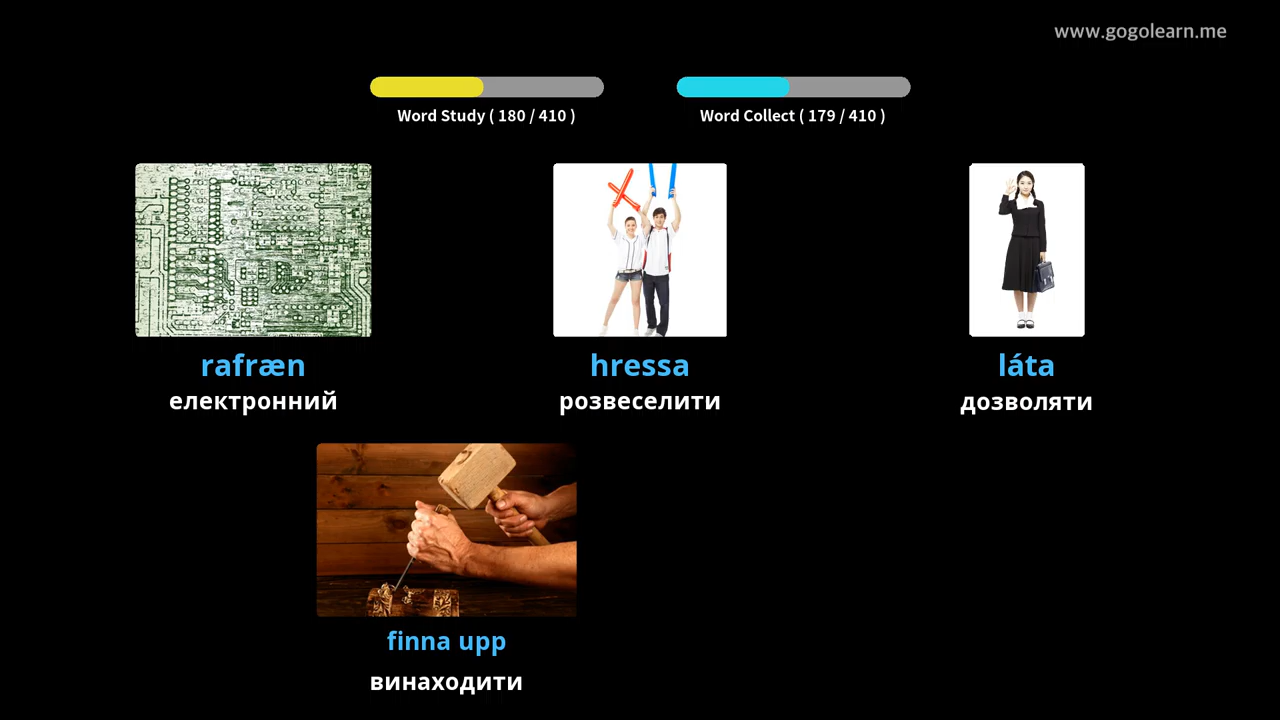 www.gogolearn.me
Word Study ( 180 / 410 )
Word Collect ( 179 / 410 )
rafræn
hressa
láta
електронний
розвеселити
дозволяти
finna upp
винаходити